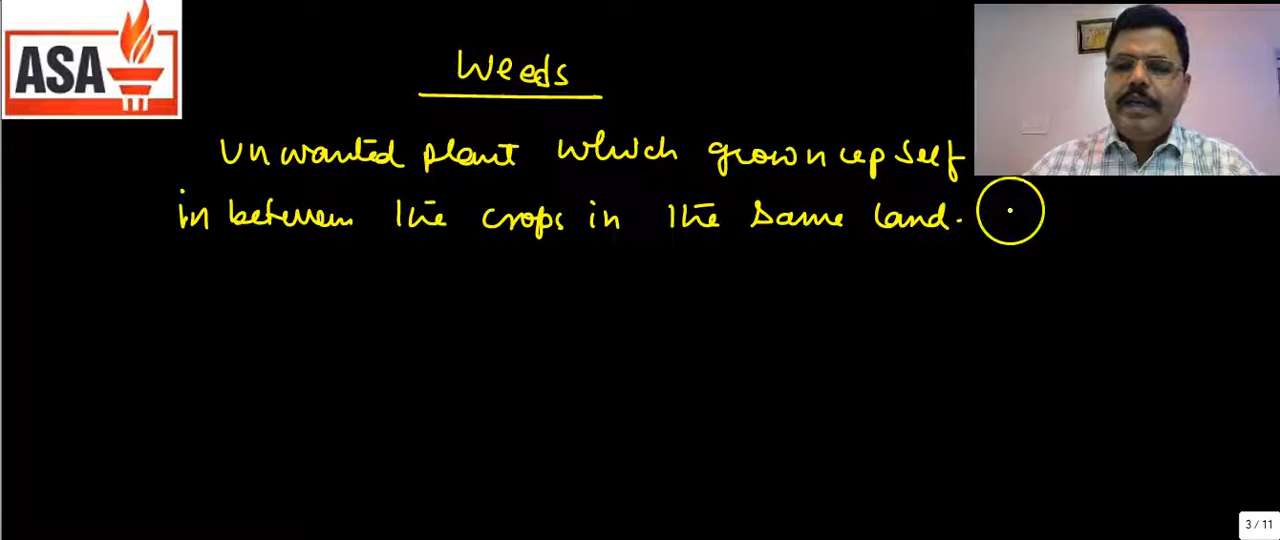 ASA
Weeds
Unwanted plant which grown up self
in between the crops in the same land.
3 / 11